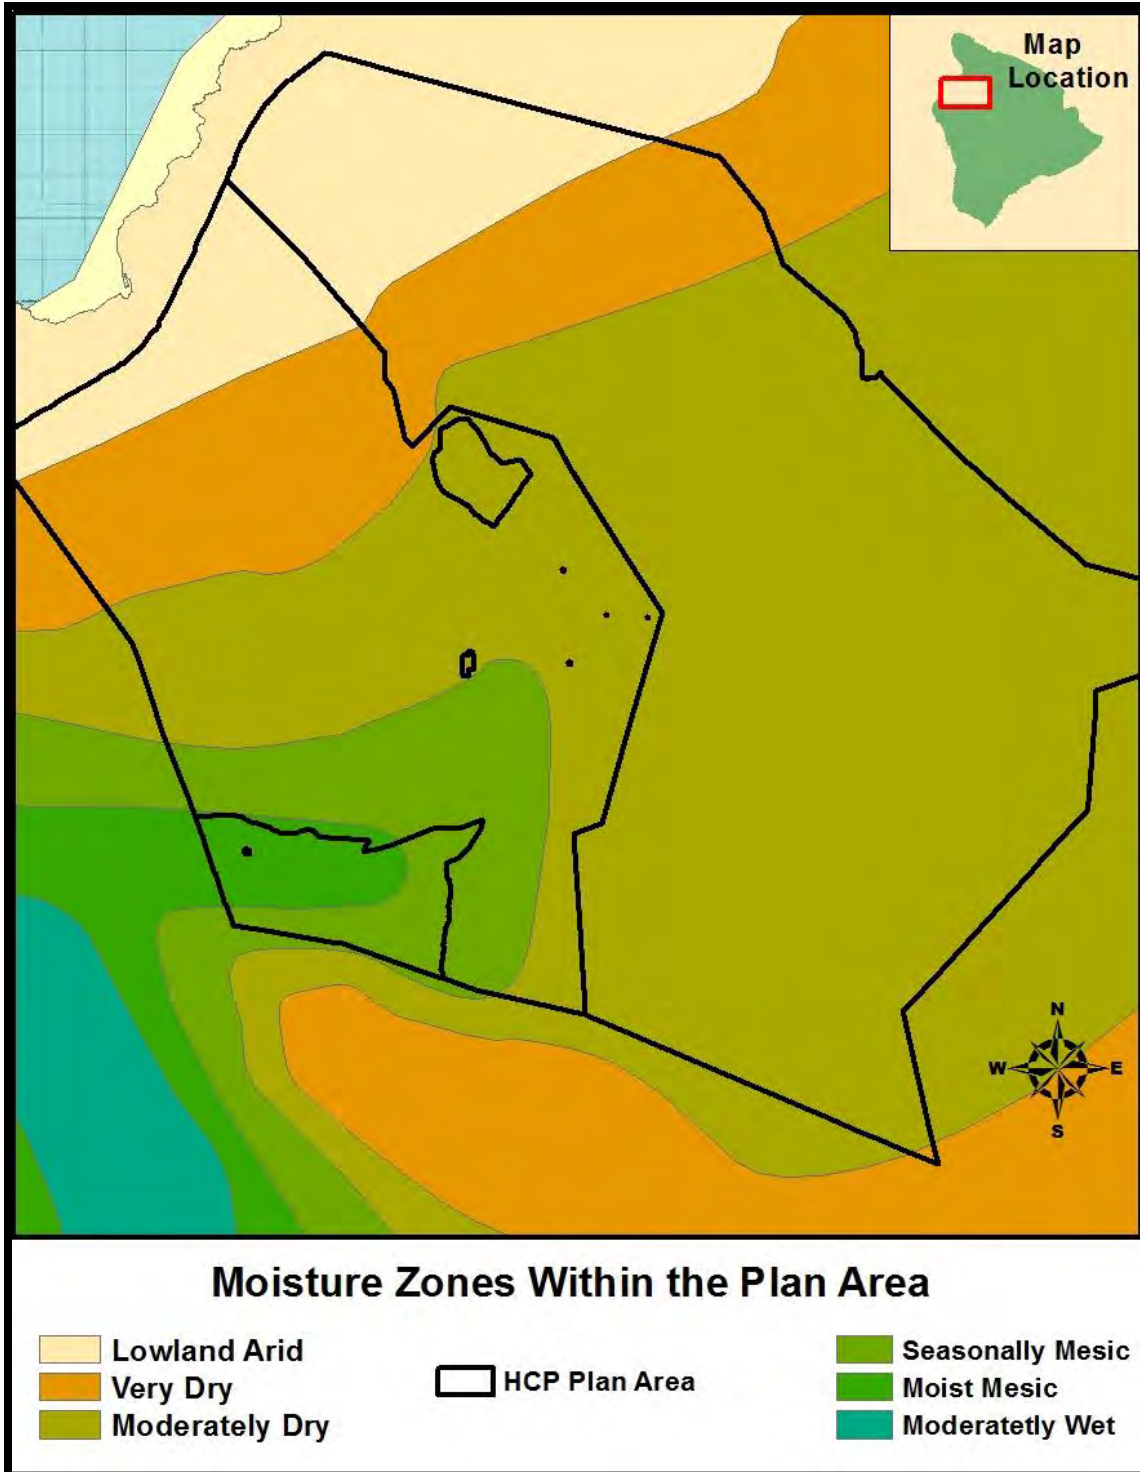 Map
Location
N
W
E
S
Moisture Zones Within the Plan Area
Lowland Arid
Very Dry
Moderately Dry
HCP Plan Area
Seasonally Mesic
Moist Mesic
Moderatetly Wet